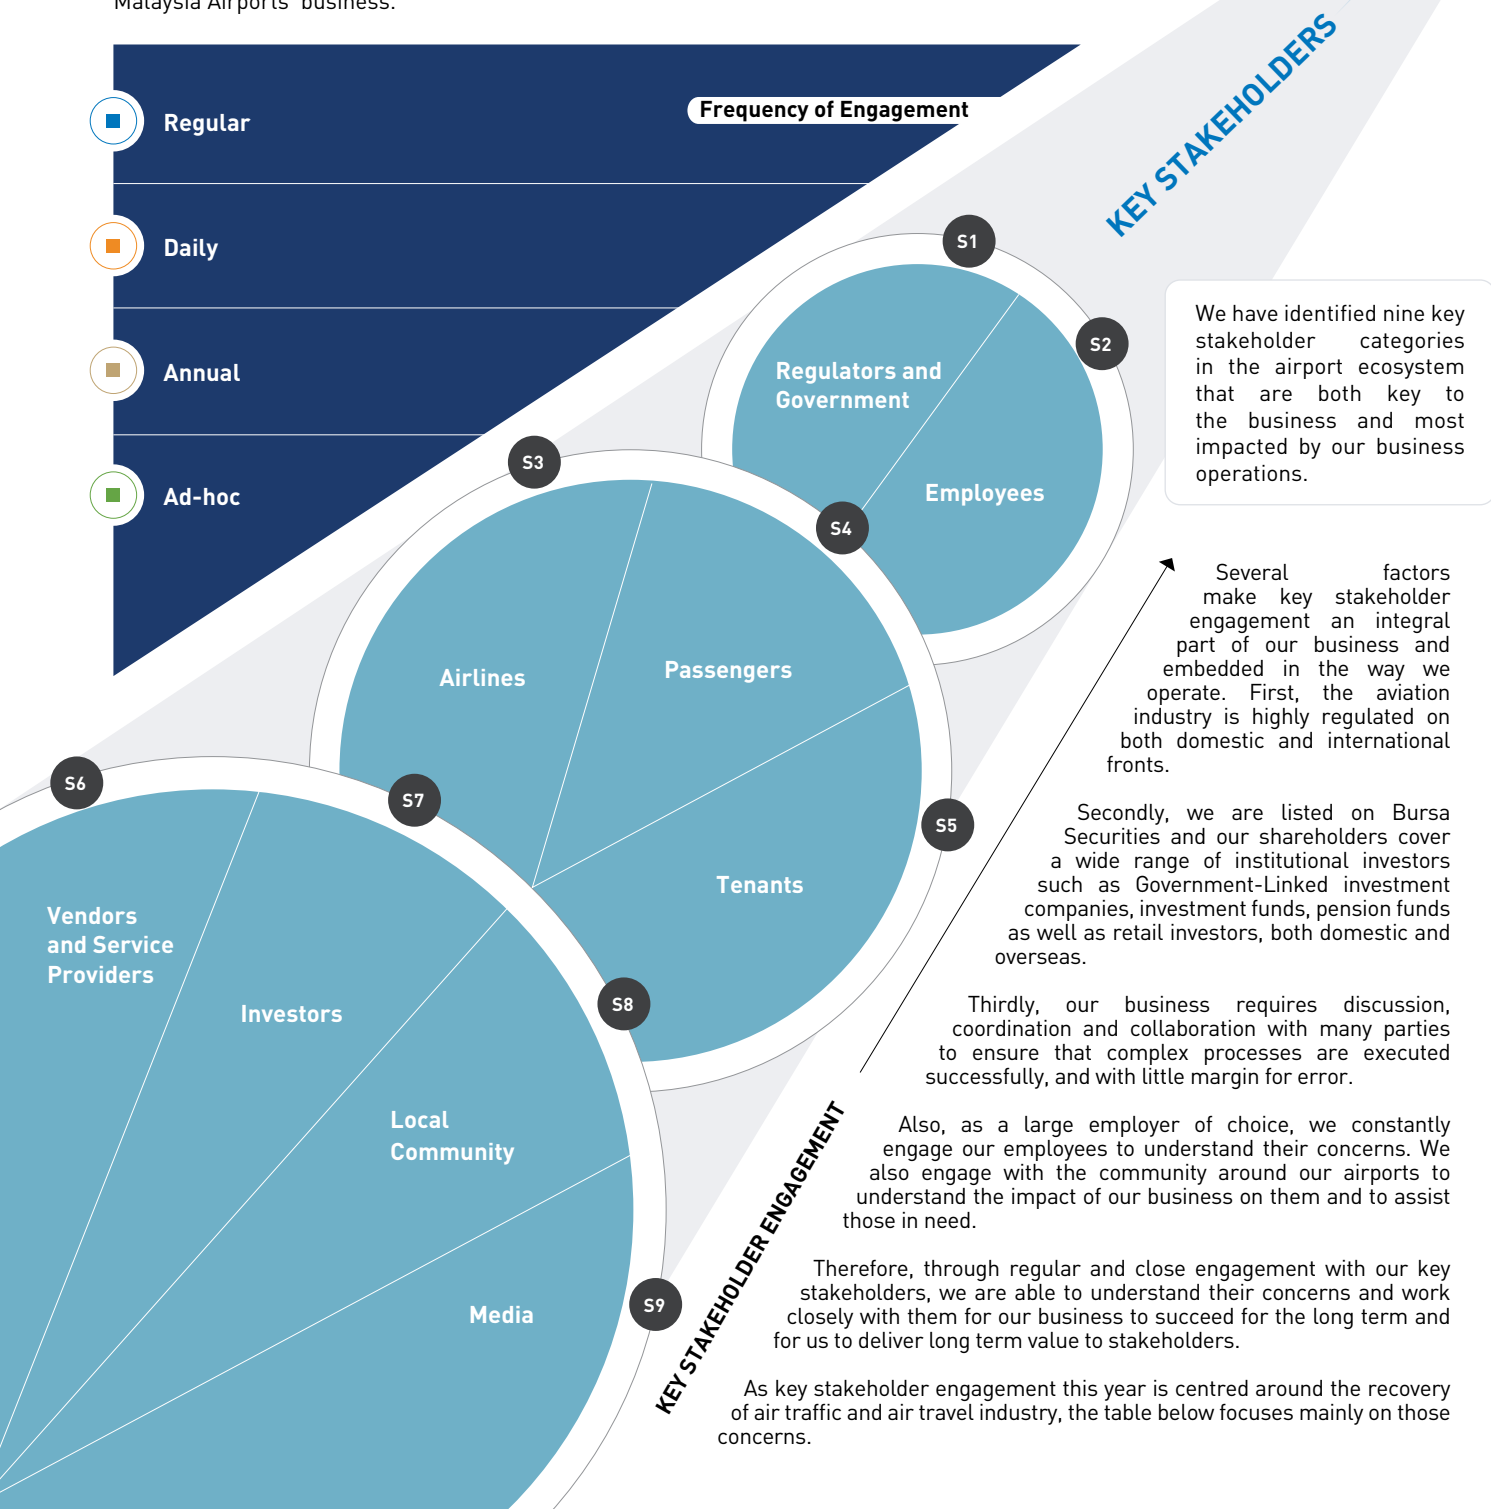 Malaysia Airports' business.
Frequency of Engagement
Regular
Daily
Annual
Ad-hoc
KEY STAKEHOLDERS
S1
S2
Regulators and
Government
Employees
S3
S4
Airlines
Passengers
S5
Tenants
S6
S7
Vendors
and Service
Providers
Investors
S8
Local
Community
S9
Media
We have identified nine key
stakeholder categories
in the airport ecosystem
that are both key to
the business and most
impacted by our business
operations.
KEY STAKEHOLDER ENGAGEMENT
Several factors
make key stakeholder
engagement an integral
part of our business and
embedded in the way we
operate. First, the aviation
industry is highly regulated on
both domestic and international
fronts.
Secondly, we are listed on Bursa
Securities and our shareholders cover
a wide range of institutional investors
such as Government-Linked investment
companies, investment funds, pension funds
as well as retail investors, both domestic and
overseas.
Thirdly, our business requires discussion,
coordination and collaboration with many parties
to ensure that complex processes are executed
successfully, and with little margin for error.
Also, as a large employer of choice, we constantly
engage our employees to understand their concerns. We
also engage with the community around our airports to
understand the impact of our business on them and to assist
those in need.
Therefore, through regular and close engagement with our key
stakeholders, we are able to understand their concerns and work
closely with them for our business to succeed for the long term and
for us to deliver long term value to stakeholders.
As key stakeholder engagement this year is centred around the recovery
of air traffic and air travel industry, the table below focuses mainly on those
concerns.